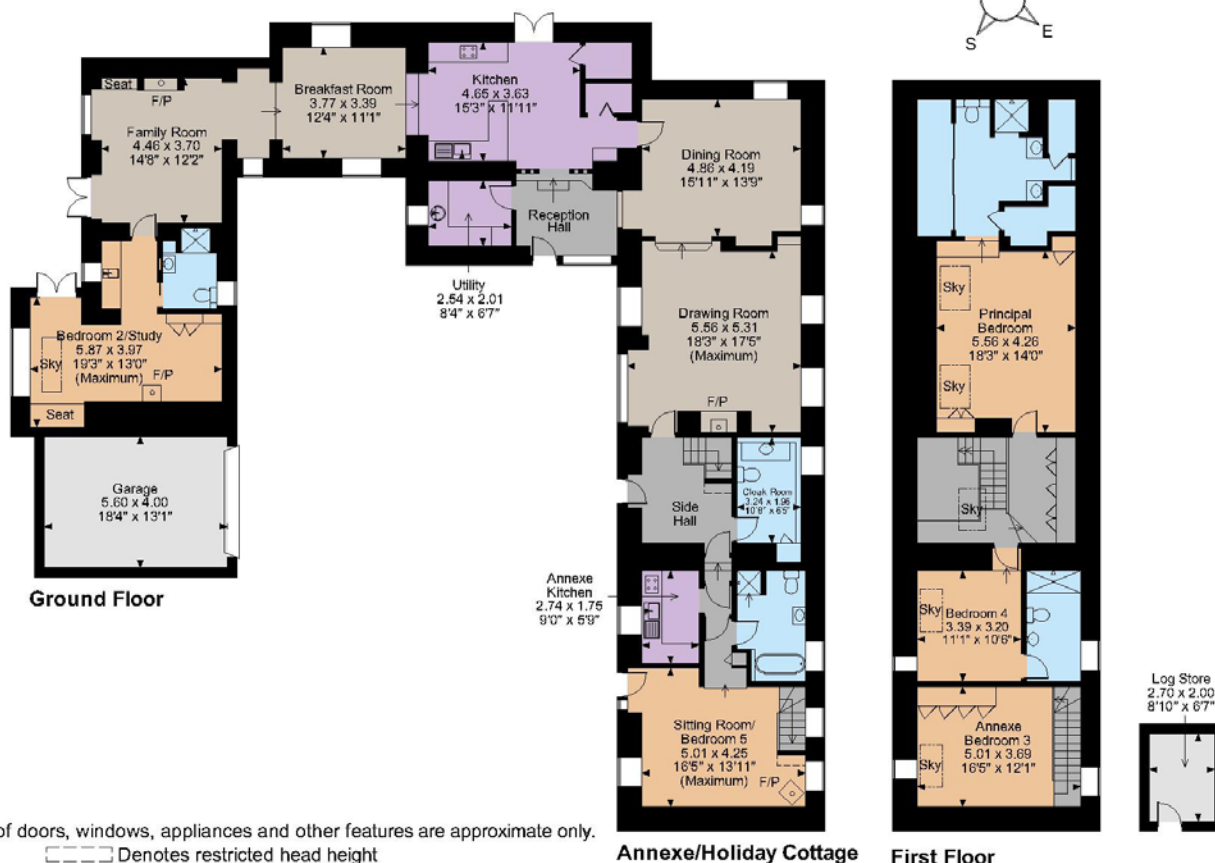 S
E
Seat
F/P
Family Room
4.46 x 3.70
14'8" x 12'2"
Breakfast Room
3.77 x 3.39
12'4" x 11'1"
Kitchen
4.65 x 3.63
15'3" x 11'11"
Dining Room
4.86 x 4.19
15'11" x 13'9"
Reception
Hall
Utility
2.54 x 2.01
8'4" x 6'7"
Drawing Room
5.56 x 5.31
18'3" x 17'5"
(Maximum)
F/P
Bedroom 2/Study
5.87 x 3.97
19'3" x 13'0"
(Maximum)
Sky
F/P
Seat
Garage
5.60 x 4.00
18'4" x 13'1"
Ground Floor
Side
Hall
Cloak Room
3.24 x 1.96
10'8" x 6'5"
Annexe
Kitchen
2.74 x 1.75
9'0" x 5'9"
Sitting Room/
Bedroom 5
5.01 x 4.25
16'5" x 13'11"
(Maximum)
F/P
Annexe/Holiday Cottage
Sky
Principal
Bedroom
5.56 x 4.26
18'3" x 14'0"
Sky
Sky
Sky
Bedroom 4
3.39 x 3.20
11'1" x 10'6"
Annexe
Bedroom 3
5.01 x 3.69
16'5" x 12'1"
Sky
First Floor
Log Store
2.70 x 2.00
8'10" x 6'7"
of doors, windows, appliances and other features are approximate only.
Denotes restricted head height